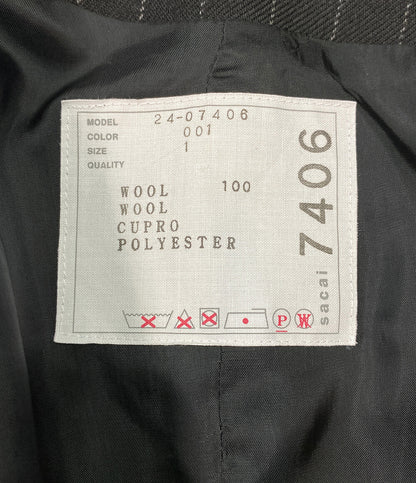 MODEL 24-07406
COLOR 001
SIZE 1
QUALITY
WOOL 100
WOOL
CUPRO
POLYESTER
P W
sacai 7406